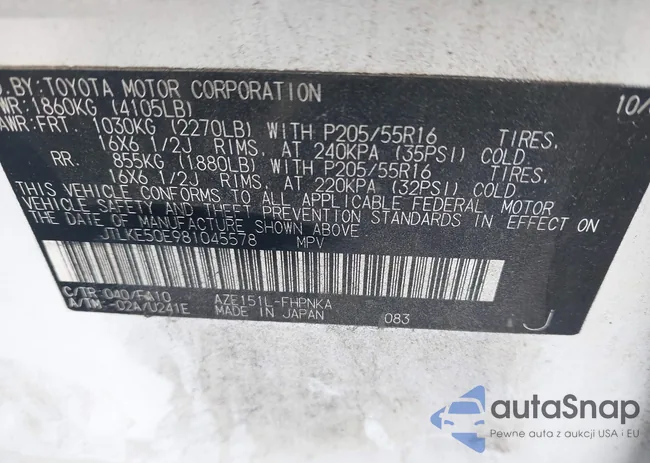 D. BY: TOYOTA MOTOR CORPORATION 10/
WR: 1860KG (4105LB)
AWR: FRT. 1030KG (2270LB) WITH P205/55R16 TIRES.
16X6 1/2J RIMS, AT 240KPA (35PSI) COLD.
RR. 855KG (1880LB) WITH P205/55R16 TIRES.
16X6 1/2J RIMS, AT 220KPA (32PSI) COLD.
THIS VEHICLE CONFORMS TO ALL APPLICABLE FEDERAL MOTOR
VEHICLE SAFETY AND THEFT PREVENTION STANDARDS IN EFFECT ON
THE DATE OF MANUFACTURE SHOWN ABOVE.
JTLKE50E981045578 MPV
C/TR: 040/FA10 AZE151L-FHPNKA
A/TM: -02A/U241E MADE IN JAPAN 083 J
autaSnap
Pewne auta z aukcji USA i EU